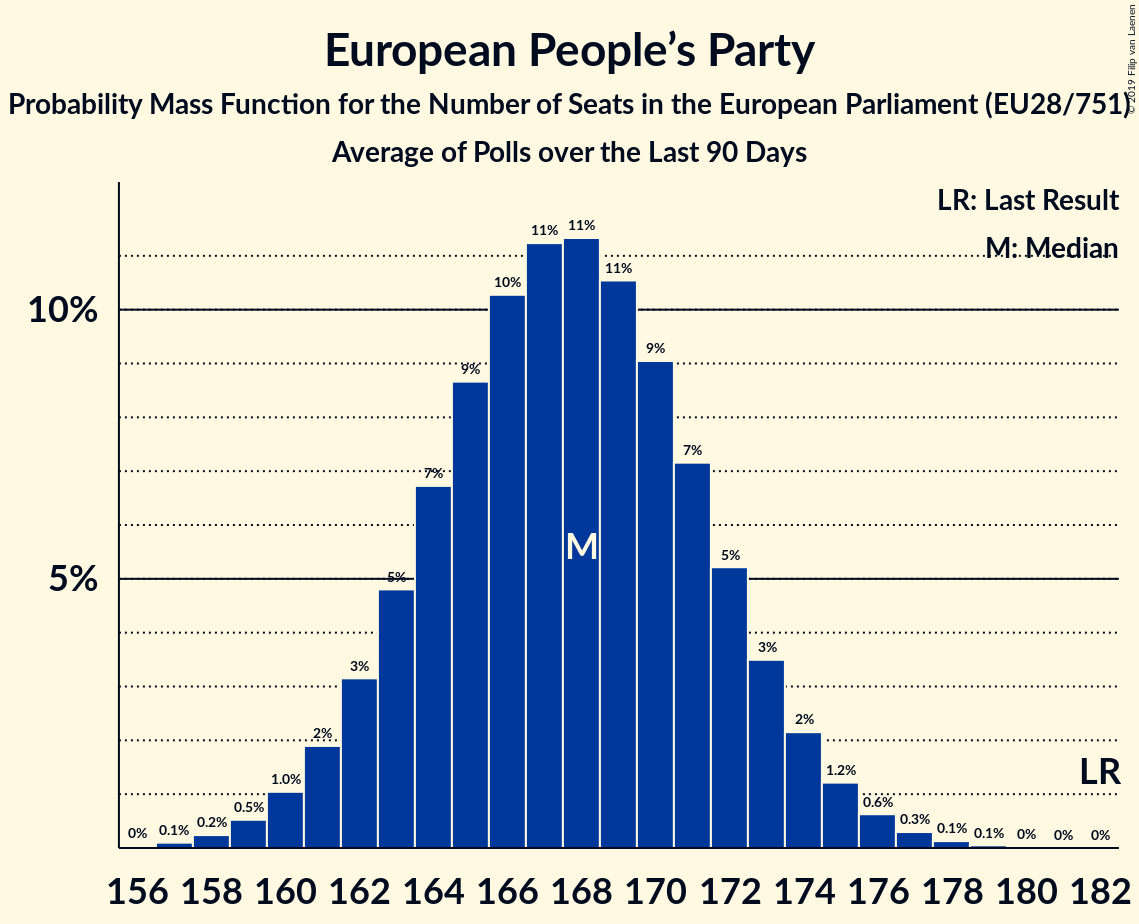 European People’s Party
Probability Mass Function for the Number of Seats in the European Parliament (EU28/751)
Average of Polls over the Last 90 Days
© 2019 Filip van Laenen
LR: Last Result
M: Median
10%
5%
0% 0.1% 0.2% 0.5% 1.0% 2% 3% 5% 7% 9% 10% 11% 11% 11% 9% 7% 5% 3% 2% 1.2% 0.6% 0.3% 0.1% 0.1% 0% 0% 0%
M
LR
156 158 160 162 164 166 168 170 172 174 176 178 180 182